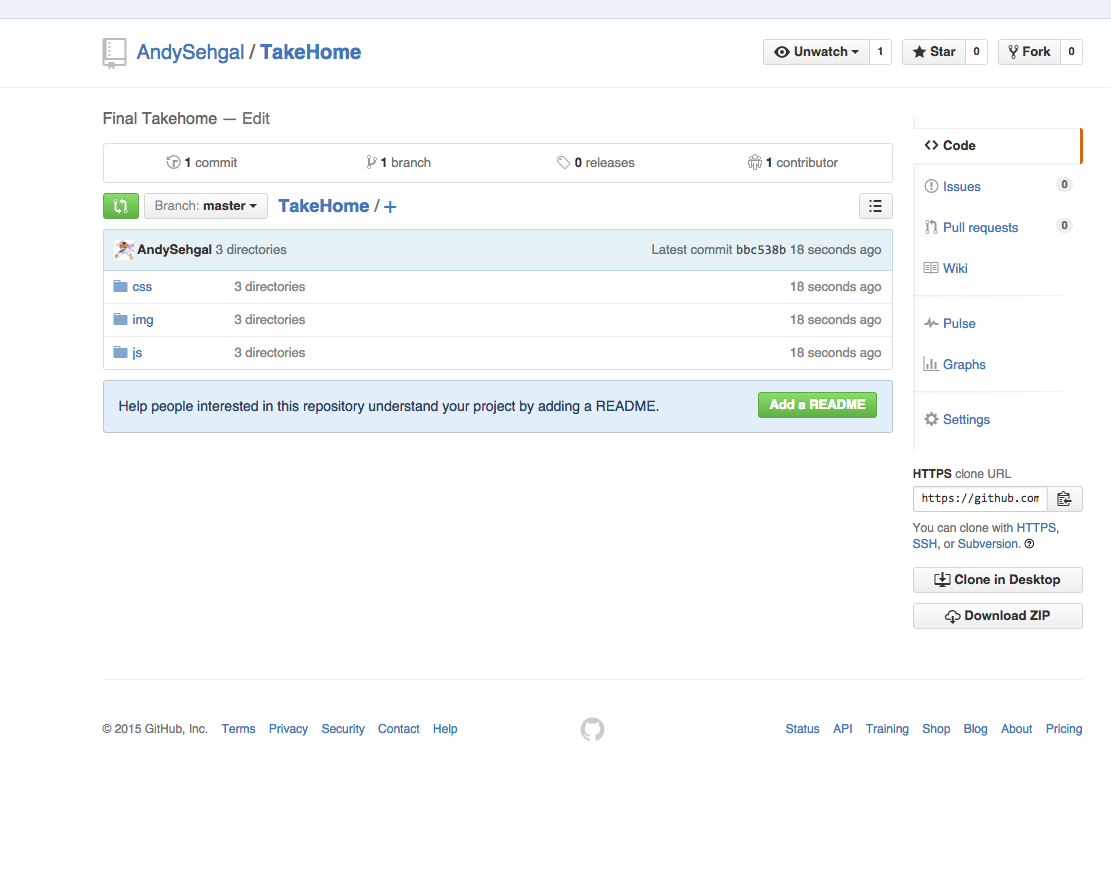 AndySehgal / TakeHome
Unwatch 1 Star 0 Fork 0
Final Takehome — Edit
1 commit 1 branch 0 releases 1 contributor
Branch: master TakeHome / +
AndySehgal 3 directories Latest commit bbc538b 18 seconds ago
css 3 directories 18 seconds ago
img 3 directories 18 seconds ago
js 3 directories 18 seconds ago
Help people interested in this repository understand your project by adding a README. Add a README
Code
Issues 0
Pull requests 0
Wiki
Pulse
Graphs
Settings
HTTPS clone URL
https://github.com
You can clone with HTTPS,
SSH, or Subversion.
Clone in Desktop
Download ZIP
© 2015 GitHub, Inc. Terms Privacy Security Contact Help Status API Training Shop Blog About Pricing